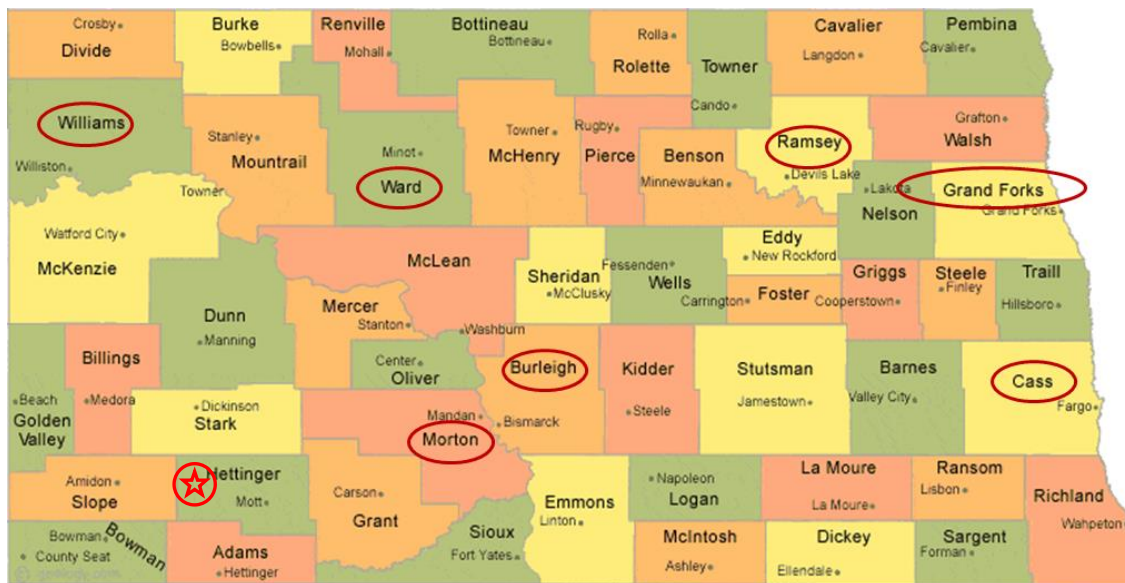 Crosby
Divide
Burke
Bowbells
Renville
Mohall
Bottineau
Bottineau
Rolla
Rolette
Towner
Cando
Cavalier
Langdon
Pembina
Cavalier
Williams
Williston
Stanley
Mountrail
Towner
Minot
Ward
Towner
McHenry
Rugby
Pierce
Benson
Minnewaukan
Ramsey
Devils Lake
Grafton
Walsh
Lakota
Nelson
Grand Forks
Grand Forks
Watford City
McKenzie
Dunn
Manning
McLean
Mercer
Stanton
Washburn
Sheridan
McClusky
Fessenden
Wells
Eddy
New Rockford
Carrington
Foster
Griggs
Cooperstown
Steele
Finley
Traill
Hillsboro
Billings
Medora
Beach
Golden
Valley
Dickinson
Stark
Center
Oliver
Mandan
Morton
Burleigh
Bismarck
Kidder
Steele
Stutsman
Jamestown
Barnes
Valley City
Cass
Fargo
Amidon
Slope
Hettinger
Mott
Carson
Grant
Sioux
Fort Yates
Emmons
Linton
Napoleon
Logan
La Moure
La Moure
Ransom
Lisbon
Richland
Wahpeton
Bowman
Bowman
County Seat
Adams
Hettinger
McIntosh
Ashley
Dickey
Ellendale
Sargent
Forman
© geology.com